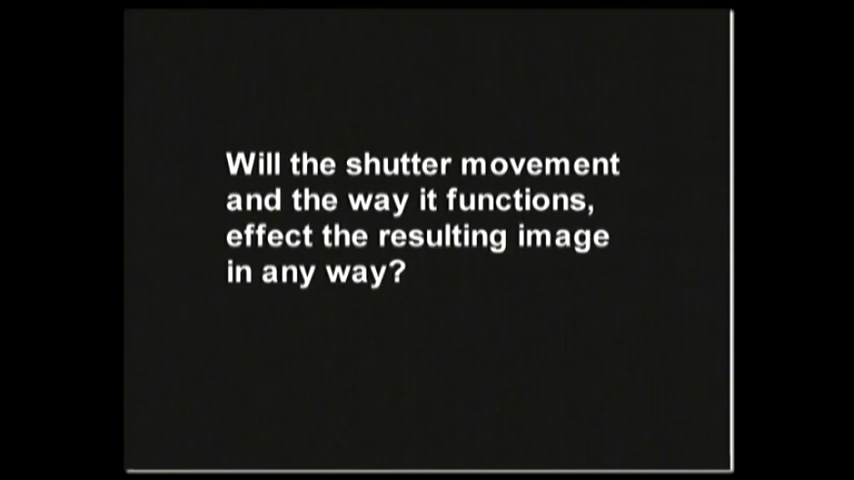 Will the shutter movement
and the way it functions,
effect the resulting image
in any way?